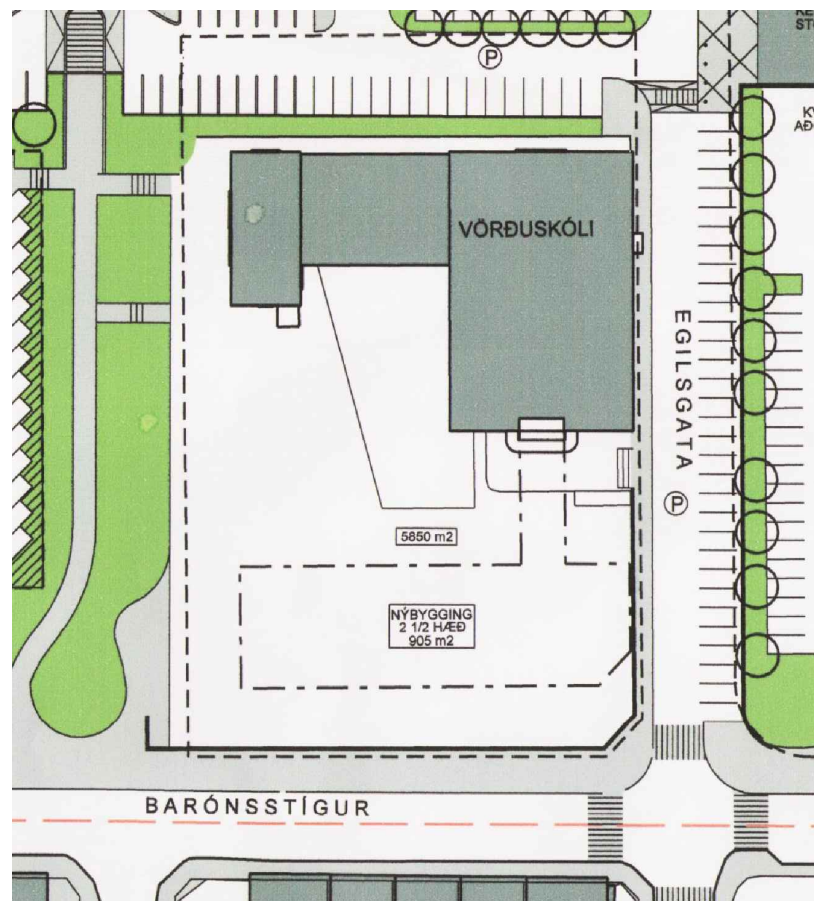 P
VÖRÐUSKÓLI
EGILSGATA
P
5850 m2
NÝBYGGING
2 1/2 HÆÐ
905 m2
BARÓNSSTÍGUR